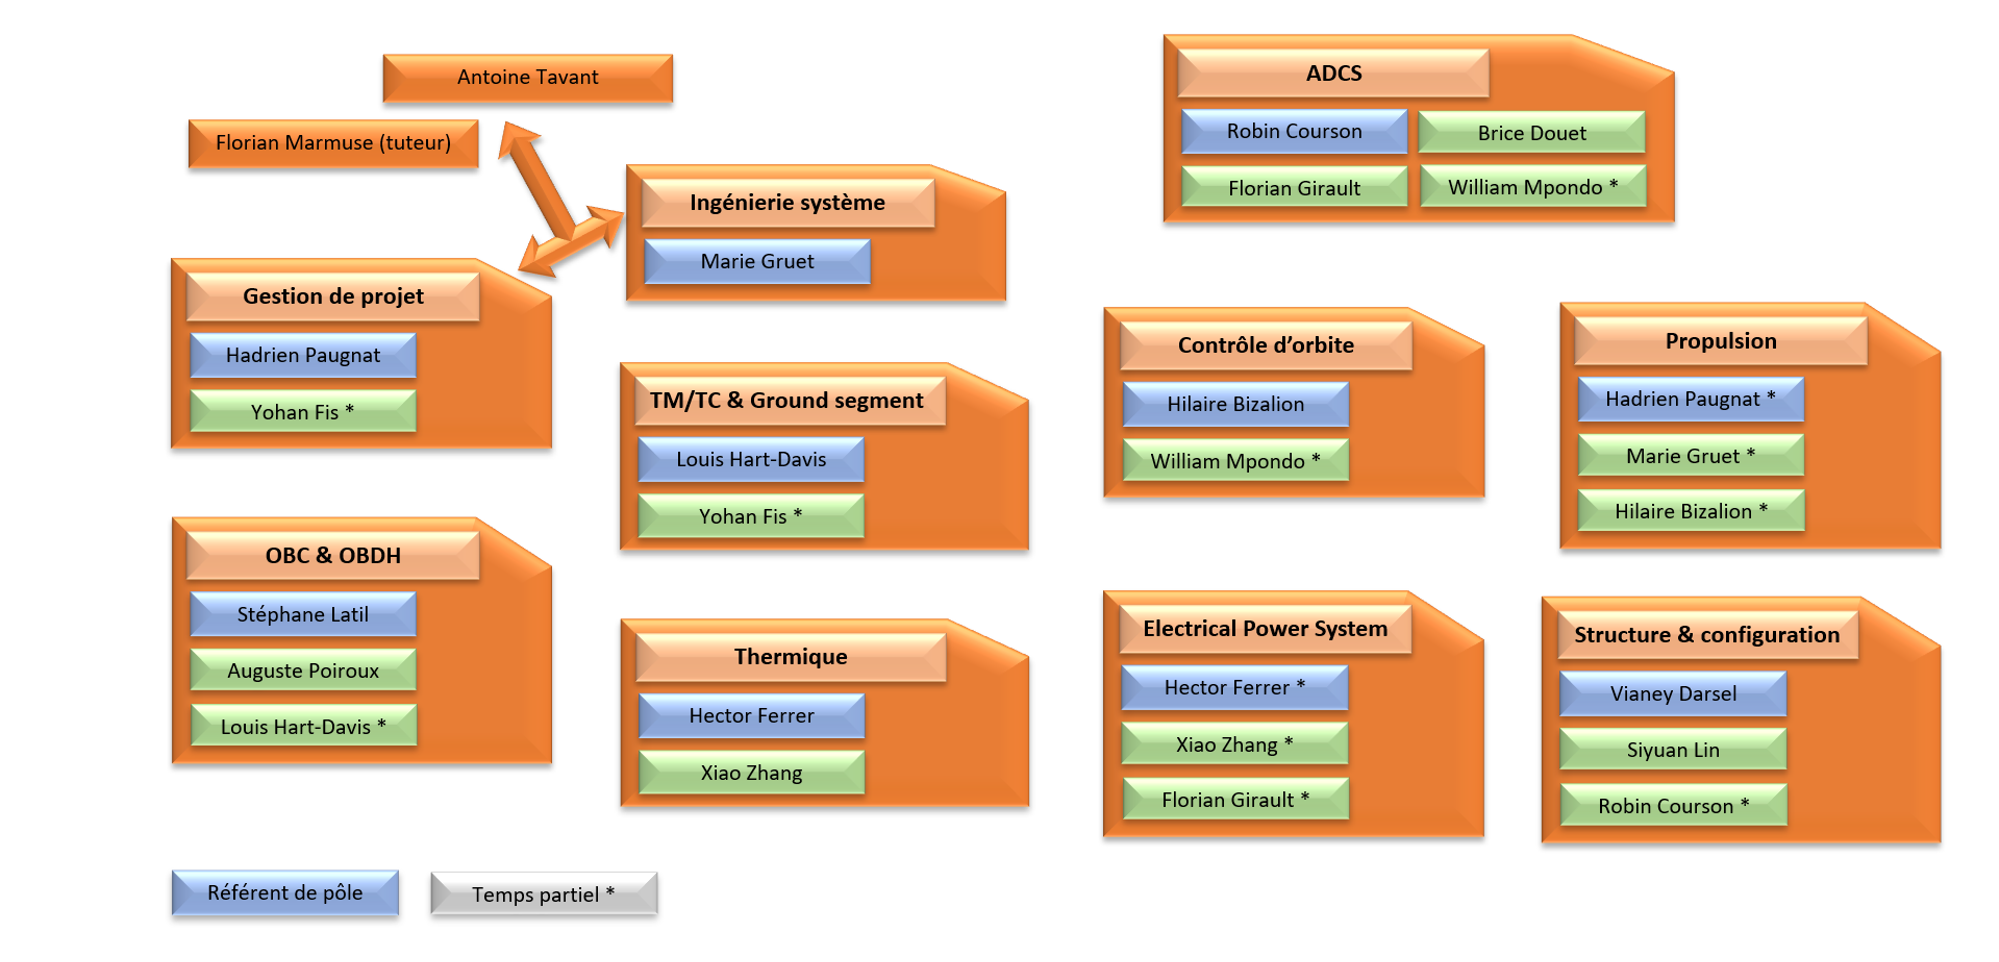 Antoine Tavant
Florian Marmuse (tuteur)
Ingénierie système
Marie Gruet
Gestion de projet
Hadrien Paugnat
Yohan Fis *
TM/TC & Ground segment
Louis Hart-Davis
Yohan Fis *
OBC & OBDH
Stéphane Latil
Auguste Poiroux
Louis Hart-Davis *
Thermique
Hector Ferrer
Xiao Zhang
ADCS
Robin Courson
Brice Douet
Florian Girault
William Mpondo *
Contrôle d’orbite
Hilaire Bizalion
William Mpondo *
Propulsion
Hadrien Paugnat *
Marie Gruet *
Hilaire Bizalion *
Electrical Power System
Hector Ferrer *
Xiao Zhang *
Florian Girault *
Structure & configuration
Vianey Darsel
Siyuan Lin
Robin Courson *
Référent de pôle
Temps partiel *